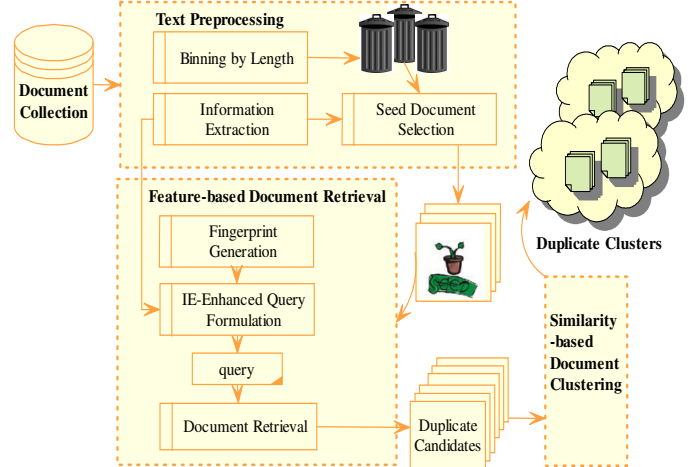 Text Preprocessing
Binning by Length
Document
Collection
Information
Extraction
Seed Document
Selection
Feature-based Document Retrieval
Fingerprint
Generation
SEED
Duplicate Clusters
IE-Enhanced Query
Formulation
query
Document Retrieval
Duplicate
Candidates
Similarity
-based
Document
Clustering